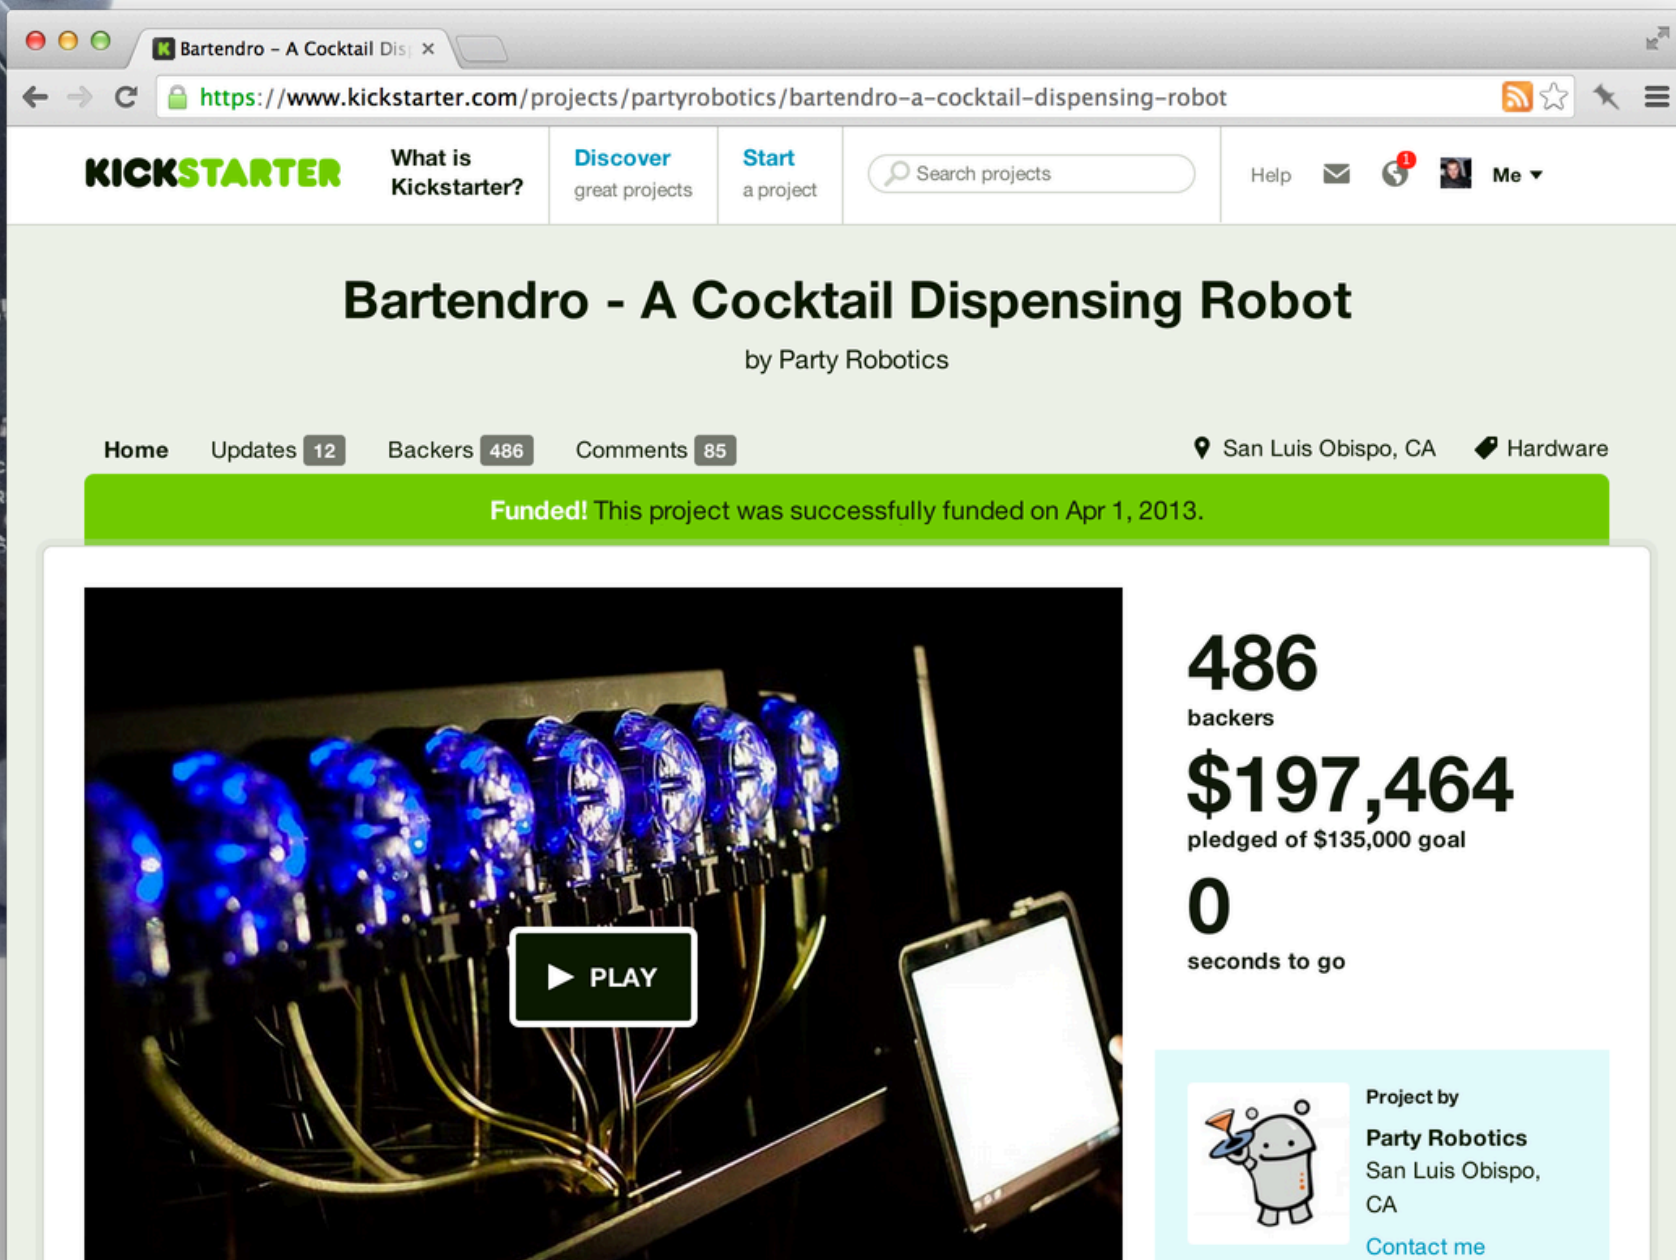 Bartendro – A Cocktail Dis
https://www.kickstarter.com/projects/partyrobotics/bartendro-a-cocktail-dispensing-robot
KICKSTARTER
What is
Kickstarter?
Discover
great projects
Start
a project
Search projects
Help
1
Me
Bartendro - A Cocktail Dispensing Robot
by Party Robotics
Home
Updates 12
Backers 486
Comments 85
San Luis Obispo, CA
Hardware
Funded! This project was successfully funded on Apr 1, 2013.
PLAY
486
backers
$197,464
pledged of $135,000 goal
0
seconds to go
Project by
Party Robotics
San Luis Obispo,
CA
Contact me